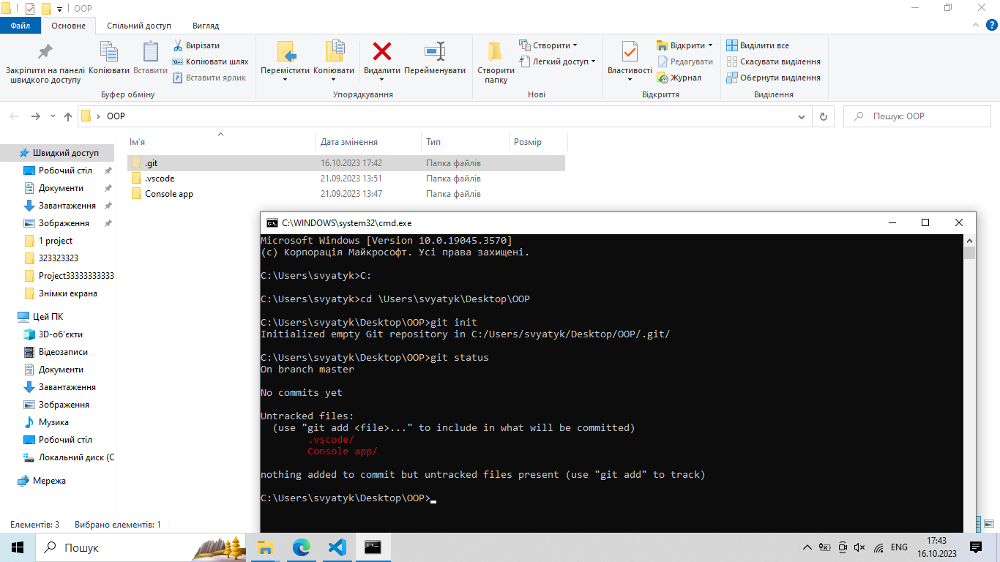 OOP
Файл Основне Спільний доступ Вигляд
Закріпити на панелі швидкого доступу
Копіювати
Вставити
Вирізати
Копіювати шлях
Вставити ярлик
Буфер обміну
Перемістити
Копіювати
Видалити
Перейменувати
Упорядкування
Створити папку
Створити
Легкий доступ
Нові
Властивості
Відкрити
Редагувати
Журнал
Відкриття
Виділити все
Скасувати виділення
Обернути виділення
Виділення
OOP
Пошук: OOP
Ім'я Дата змінення Тип Розмір
.git 16.10.2023 17:42 Папка файлів
.vscode 21.09.2023 13:51 Папка файлів
Console app 21.09.2023 13:47 Папка файлів
Швидкий доступ
Робочий стіл
Документи
Завантаження
Зображення
1 project
323323323
Project33333333333
Знімки екрана
Цей ПК
3D-об'єкти
Відеозаписи
Документи
Завантаження
Зображення
Музика
Робочий стіл
Локальний диск (C
Мережа
Елементів: 3 Вибрано елементів: 1
C:\WINDOWS\system32\cmd.exe
Microsoft Windows [Version 10.0.19045.3570]
(c) Корпорація Майкрософт. Усі права захищені.
C:\Users\svyatyk>C:
C:\Users\svyatyk>cd \Users\svyatyk\Desktop\OOP
C:\Users\svyatyk\Desktop\OOP>git init
Initialized empty Git repository in C:/Users/svyatyk/Desktop/OOP/.git/
C:\Users\svyatyk\Desktop\OOP>git status
On branch master
No commits yet
Untracked files:
(use "git add <file>..." to include in what will be committed)
.vscode/
Console app/
nothing added to commit but untracked files present (use "git add" to track)
C:\Users\svyatyk\Desktop\OOP>
Пошук
ENG
17:43
16.10.2023